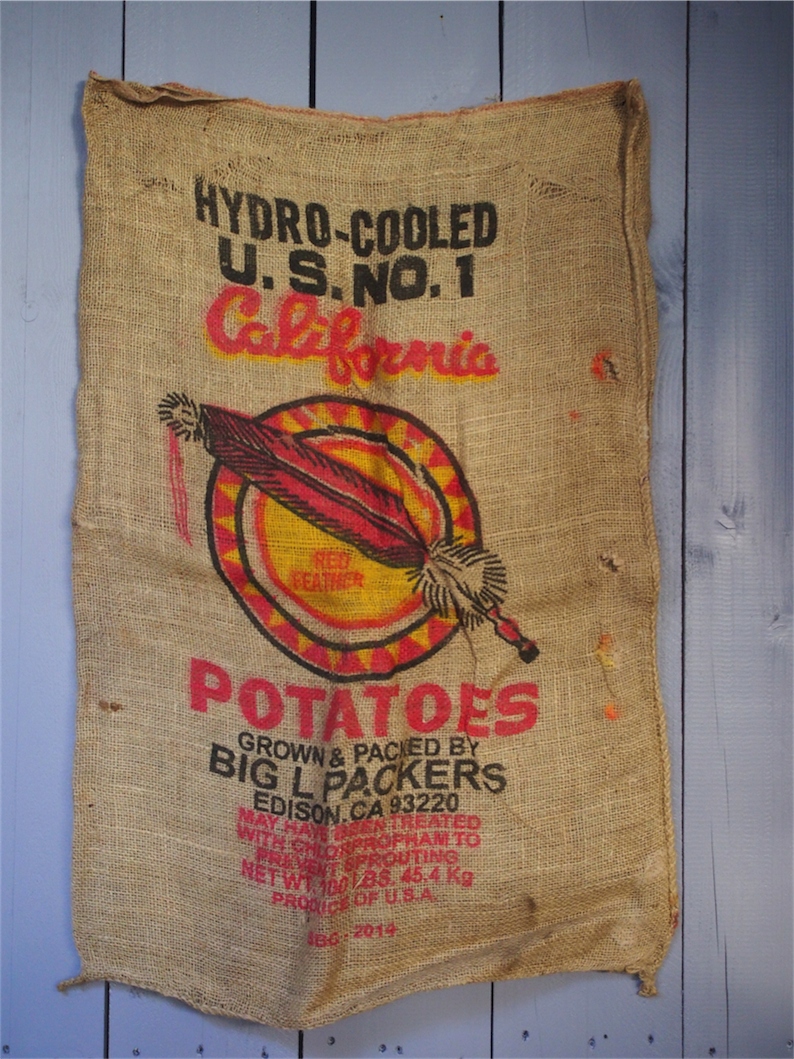 HYDRO-COOLED
U.S. NO. 1
California
RED
FEATHER
POTATOES
GROWN & PACKED BY
BIG L PACKERS
EDISON, CA 93220
MAY HAVE BEEN TREATED
WITH CHLORPROPHAM TO
PREVENT SPROUTING
NET WT. 100 LBS. 45.4 Kg
PRODUCE OF U.S.A.
- 2014